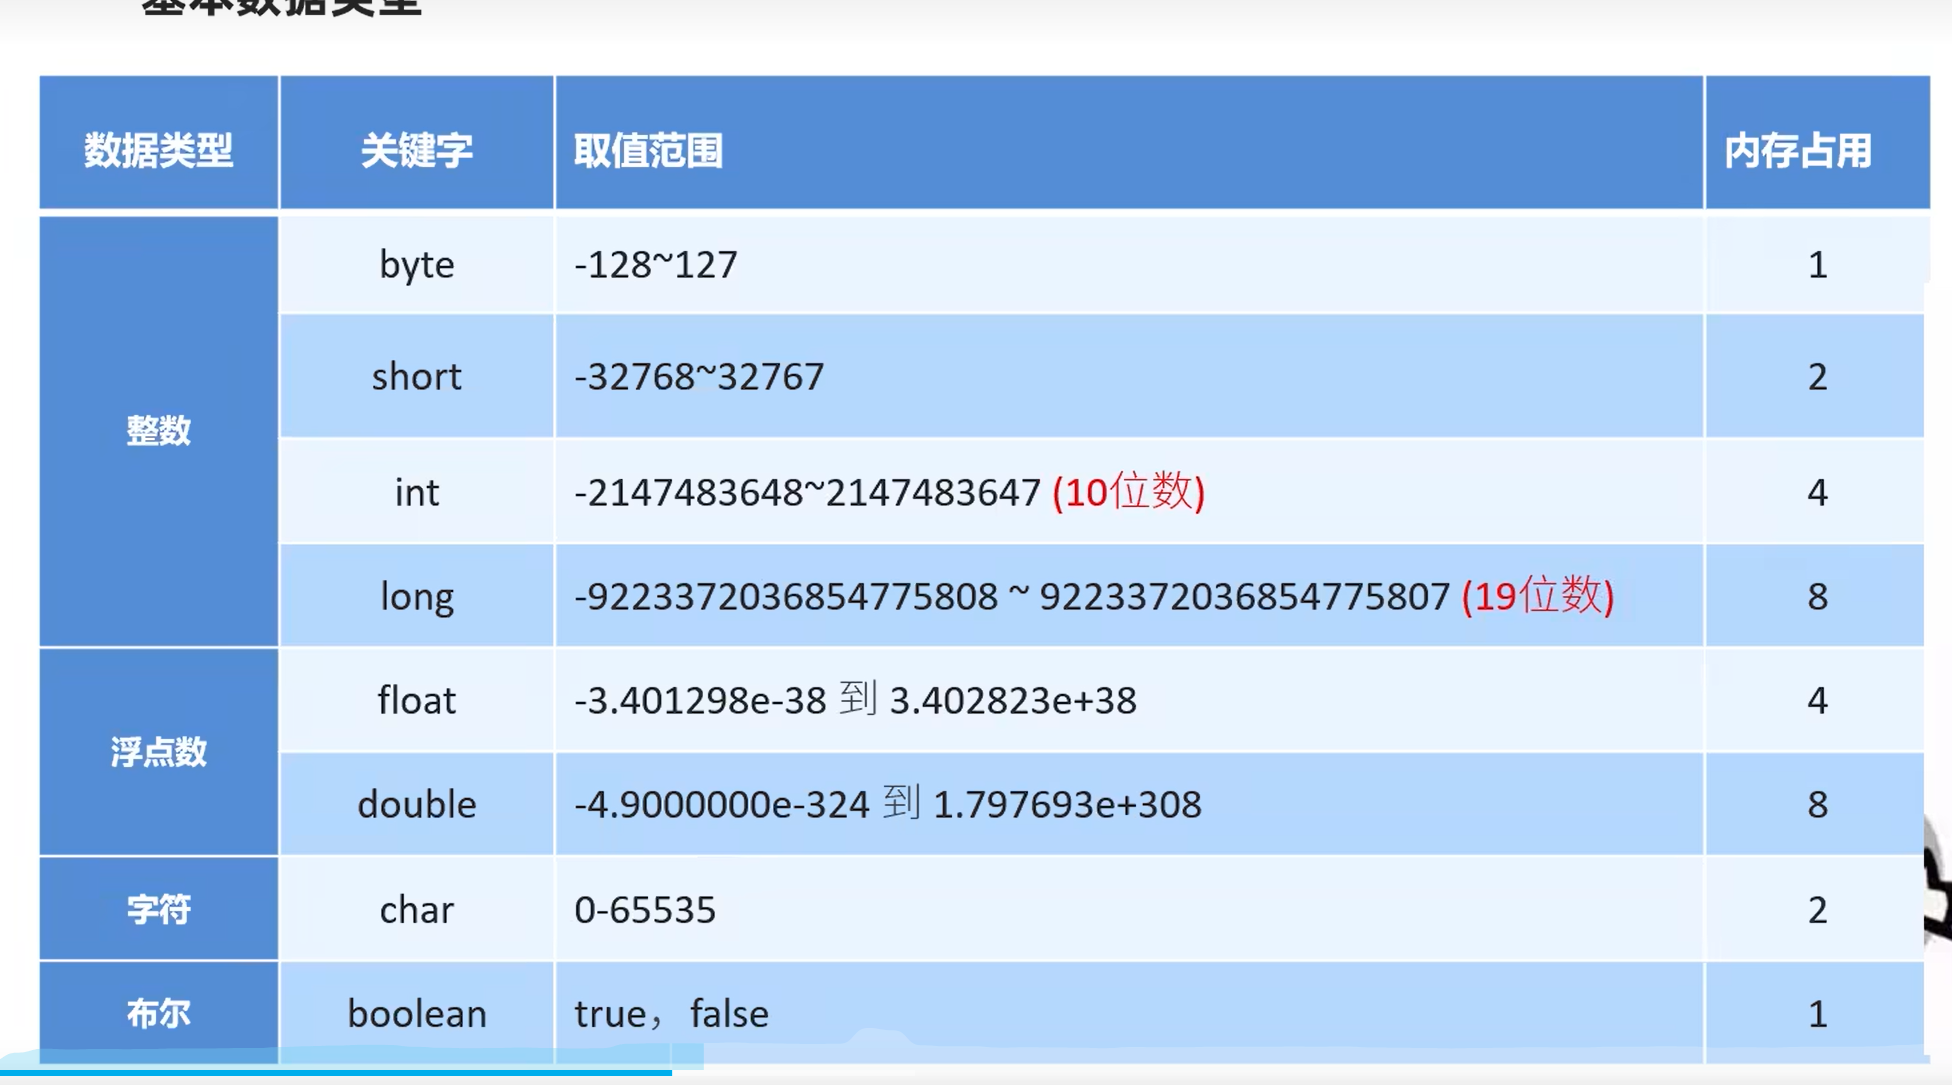 基本数据类型
数据类型 关键字 取值范围 内存占用
整数
byte -128~127 1
short -32768~32767 2
int -2147483648~2147483647 (10位数) 4
long -9223372036854775808 ~ 9223372036854775807 (19位数) 8
浮点数
float -3.401298e-38 到 3.402823e+38 4
double -4.9000000e-324 到 1.797693e+308 8
字符 char 0-65535 2
布尔 boolean true， false 1